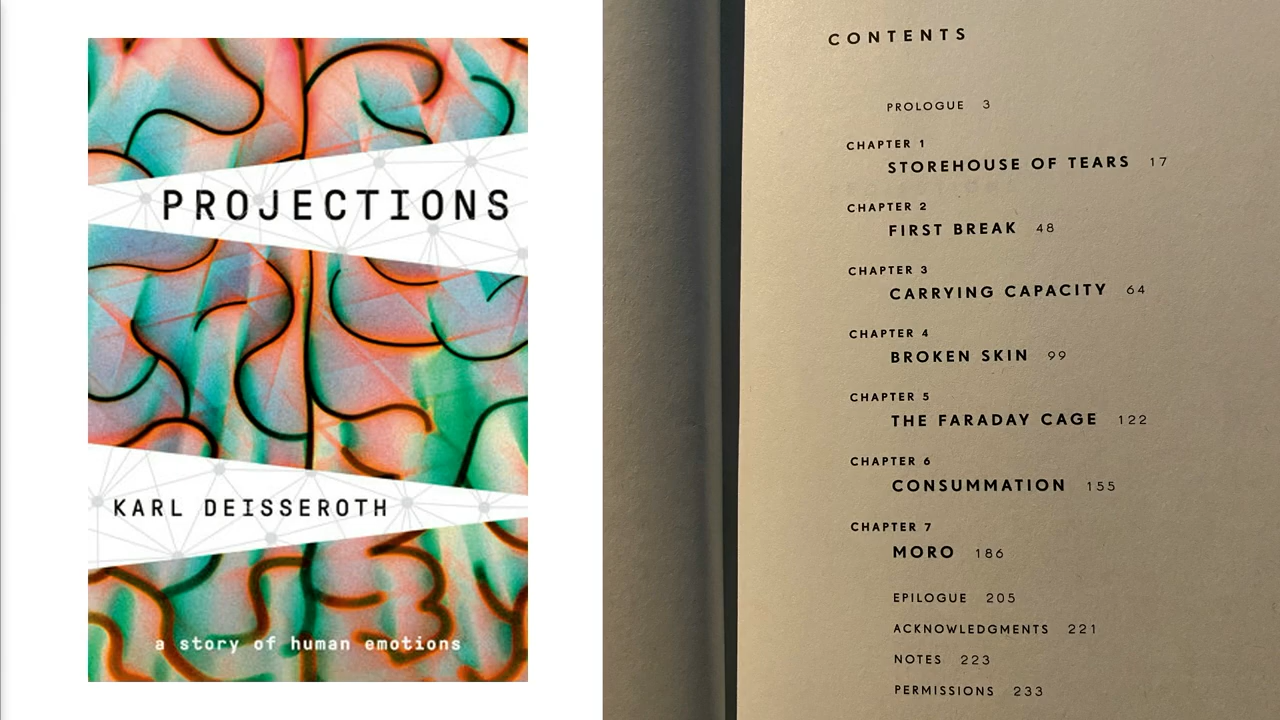 PROJECTIONS
KARL DEISSEROTH
a story of human emotions
CONTENTS
PROLOGUE 3
CHAPTER 1
STOREHOUSE OF TEARS 17
CHAPTER 2
FIRST BREAK 48
CHAPTER 3
CARRYING CAPACITY 64
CHAPTER 4
BROKEN SKIN 99
CHAPTER 5
THE FARADAY CAGE 122
CHAPTER 6
CONSUMMATION 155
CHAPTER 7
MORO 186
EPILOGUE 205
ACKNOWLEDGMENTS 221
NOTES 223
PERMISSIONS 233